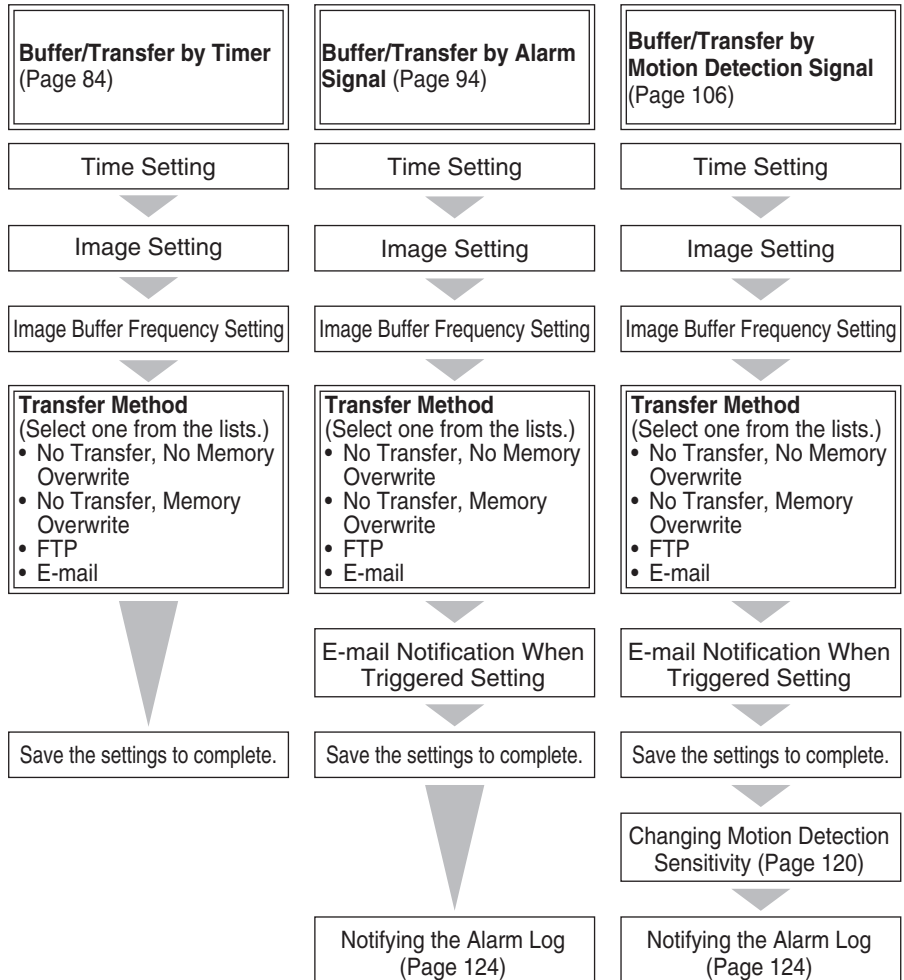 Buffer/Transfer by Timer
(Page 84)
Time Setting
Image Setting
Image Buffer Frequency Setting
Transfer Method
(Select one from the lists.)
• No Transfer, No Memory
Overwrite
• No Transfer, Memory
Overwrite
• FTP
• E-mail
Save the settings to complete.
Buffer/Transfer by Alarm
Signal (Page 94)
Time Setting
Image Setting
Image Buffer Frequency Setting
Transfer Method
(Select one from the lists.)
• No Transfer, No Memory
Overwrite
• No Transfer, Memory
Overwrite
• FTP
• E-mail
E-mail Notification When
Triggered Setting
Save the settings to complete.
Notifying the Alarm Log
(Page 124)
Buffer/Transfer by
Motion Detection Signal
(Page 106)
Time Setting
Image Setting
Image Buffer Frequency Setting
Transfer Method
(Select one from the lists.)
• No Transfer, No Memory
Overwrite
• No Transfer, Memory
Overwrite
• FTP
• E-mail
E-mail Notification When
Triggered Setting
Save the settings to complete.
Changing Motion Detection
Sensitivity (Page 120)
Notifying the Alarm Log
(Page 124)